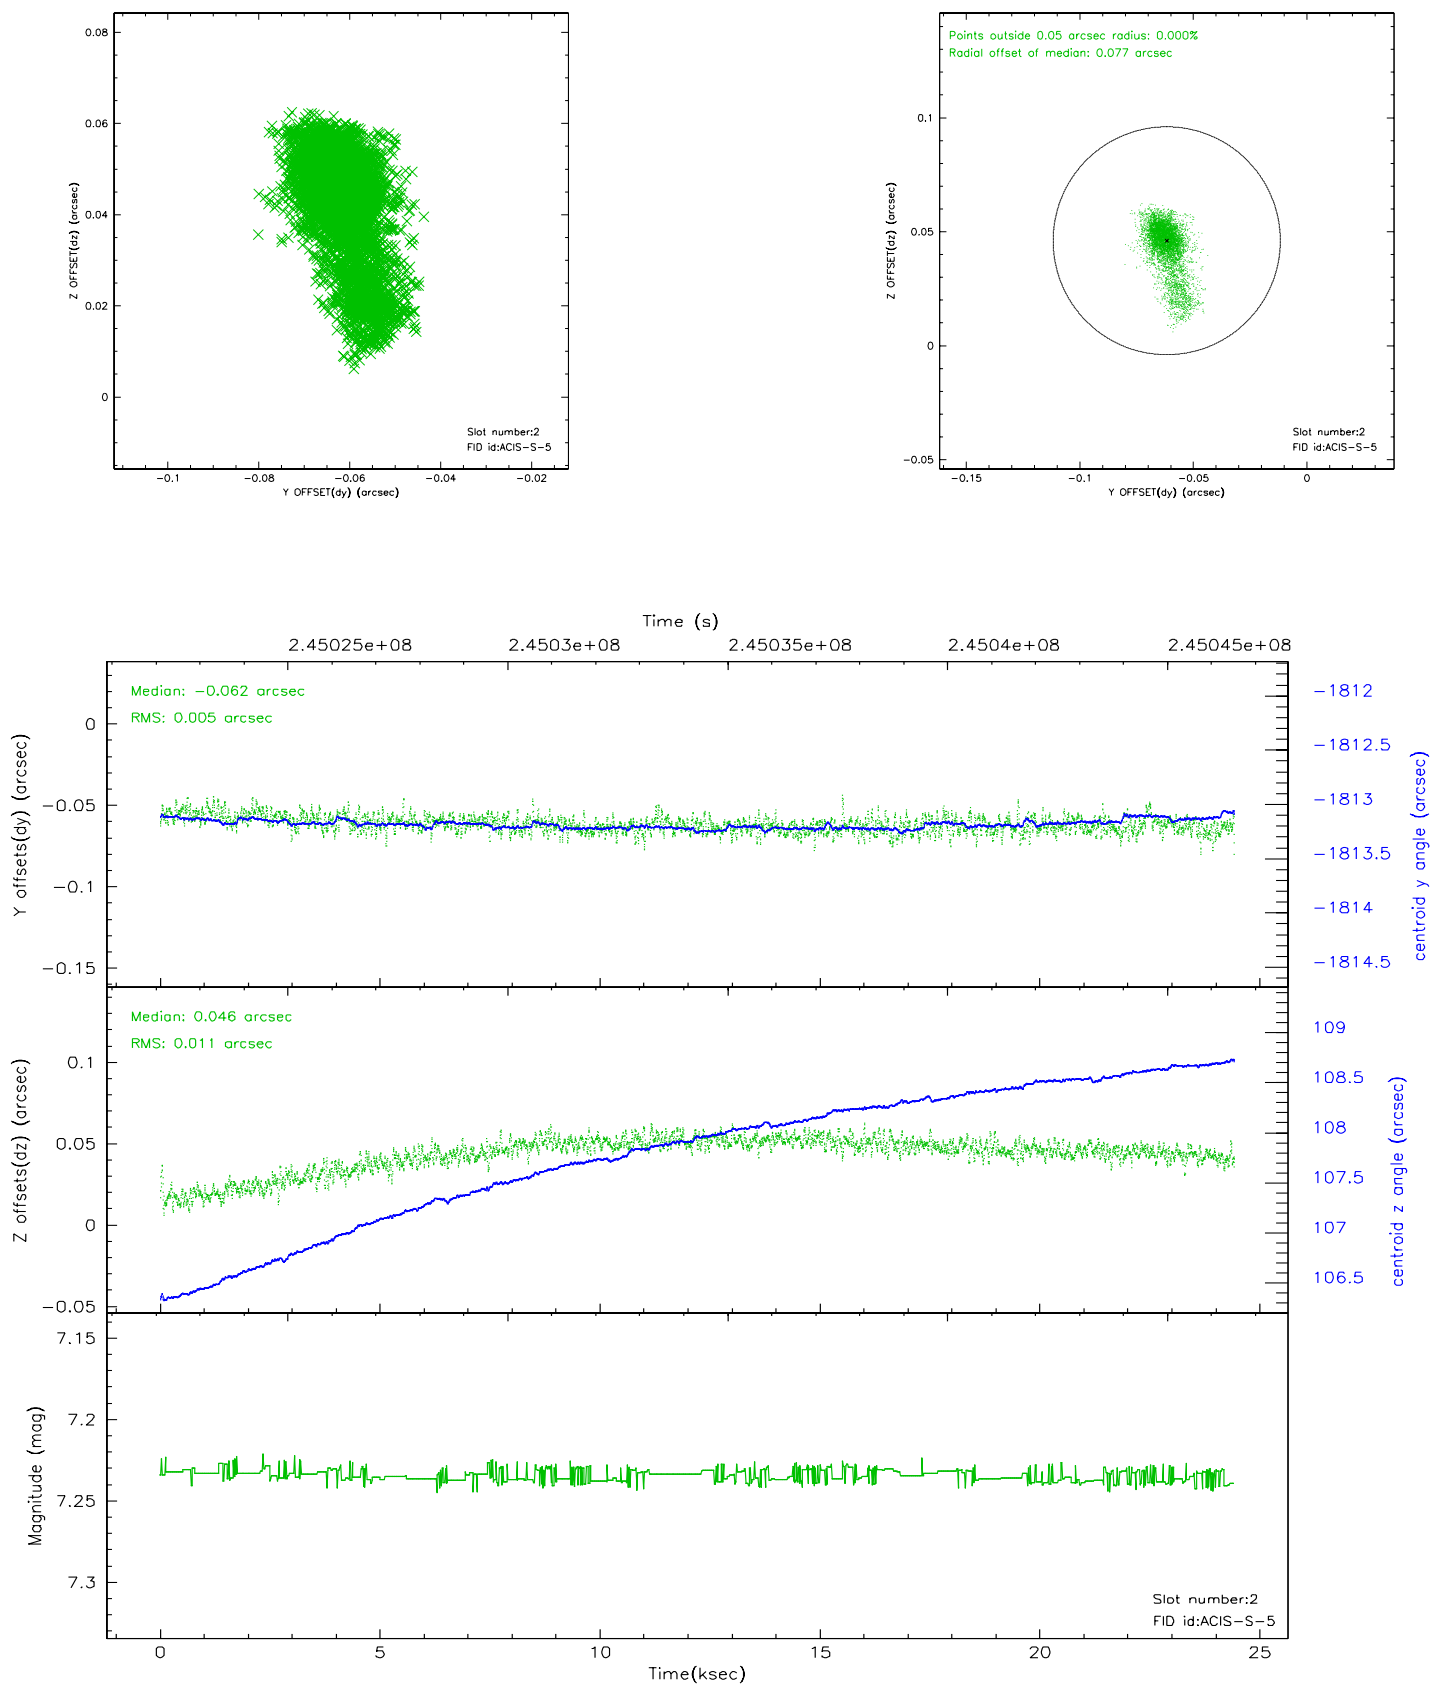 0.08
0.06
0.04
0.02
0
Z OFFSET(dz) (arcsec)
Slot number:2
FID id:ACIS-S-5
-0.1
-0.08
-0.06
-0.04
-0.02
Y OFFSET(dy) (arcsec)
Points outside 0.05 arcsec radius: 0.000%
Radial offset of median: 0.077 arcsec
0.1
0.05
0
-0.05
Z OFFSET(dz) (arcsec)
Slot number:2
FID id:ACIS-S-5
-0.15
-0.1
-0.05
0
Y OFFSET(dy) (arcsec)
Time (s)
2.45025e+08
2.4503e+08
2.45035e+08
2.4504e+08
2.45045e+08
Median: -0.062 arcsec
RMS: 0.005 arcsec
0
-0.05
-0.1
-0.15
Y offsets(dy) (arcsec)
-1812
-1812.5
-1813
-1813.5
-1814
-1814.5
centroid y angle (arcsec)
Median: 0.046 arcsec
RMS: 0.011 arcsec
0.1
0.05
0
-0.05
Z offsets(dz) (arcsec)
109
108.5
108
107.5
107
106.5
centroid z angle (arcsec)
7.15
7.2
7.25
7.3
Magnitude (mag)
Slot number:2
FID id:ACIS-S-5
0
5
10
15
20
25
Time(ksec)